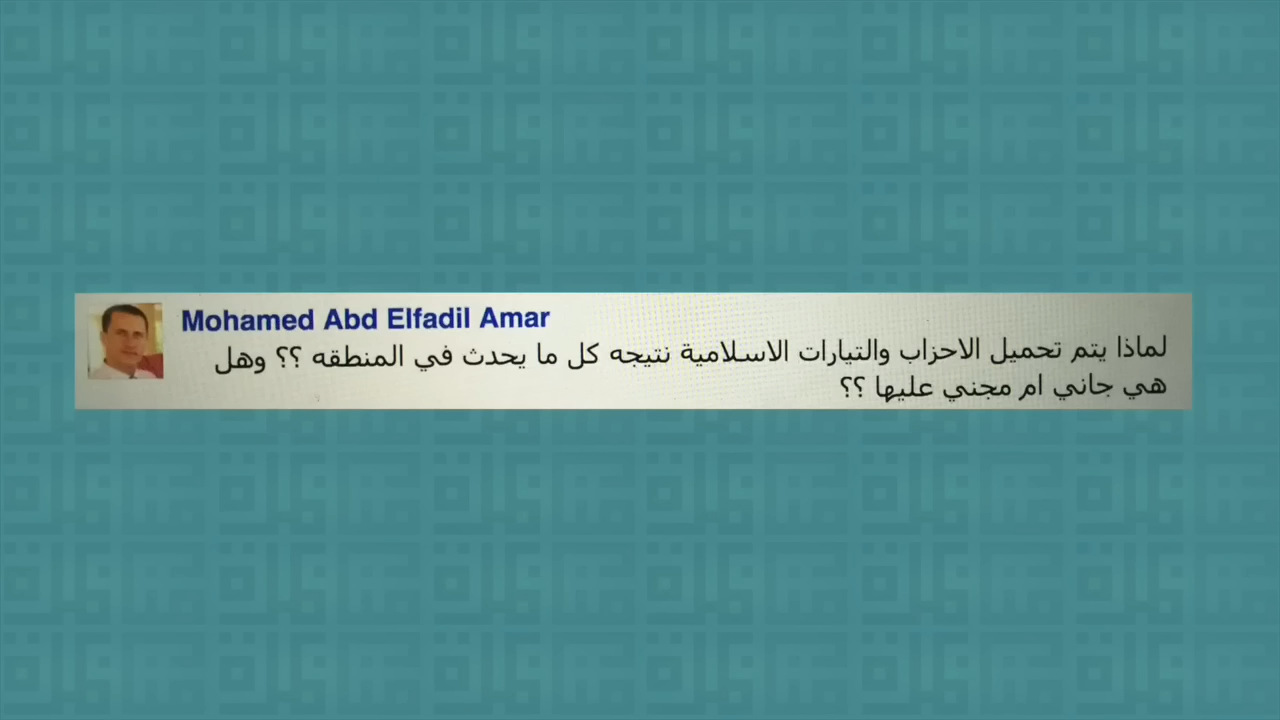 Mohamed Abd Elfadil Amar
لماذا يتم تحميل الاحزاب والتيارات الاسلامية نتيجه كل ما يحدث في المنطقه ؟؟ وهل
هي جاني ام مجني عليها ؟؟